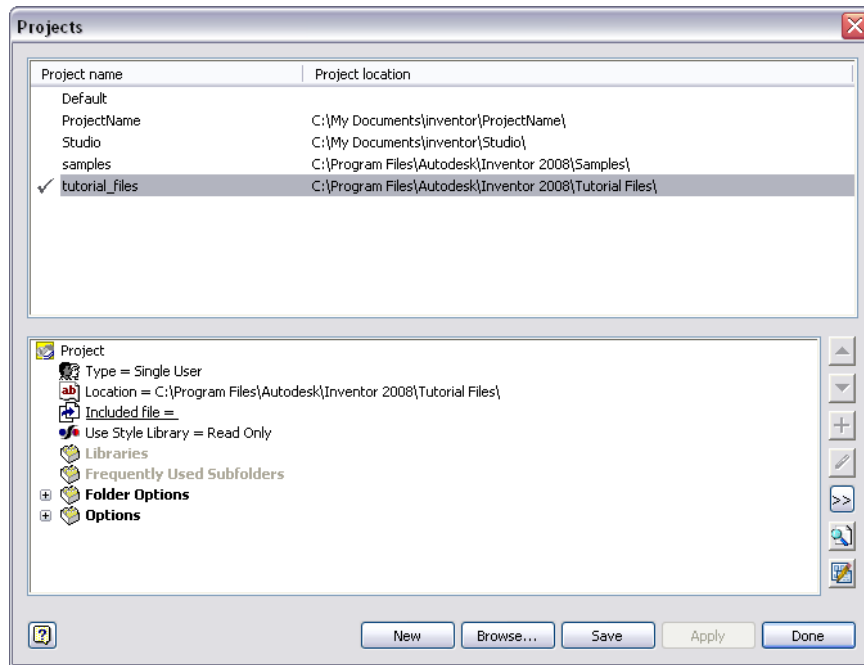 Projects
Project name Project location
Default
ProjectName C:\My Documents\inventor\ProjectName\
Studio C:\My Documents\inventor\Studio\
samples C:\Program Files\Autodesk\Inventor 2008\Samples\
tutorial_files C:\Program Files\Autodesk\Inventor 2008\Tutorial Files\
Project
Type = Single User
ab Location = C:\Program Files\Autodesk\Inventor 2008\Tutorial Files\
Included file =
Use Style Library = Read Only
Libraries
Frequently Used Subfolders
Folder Options
Options
>>
? New Browse... Save Apply Done